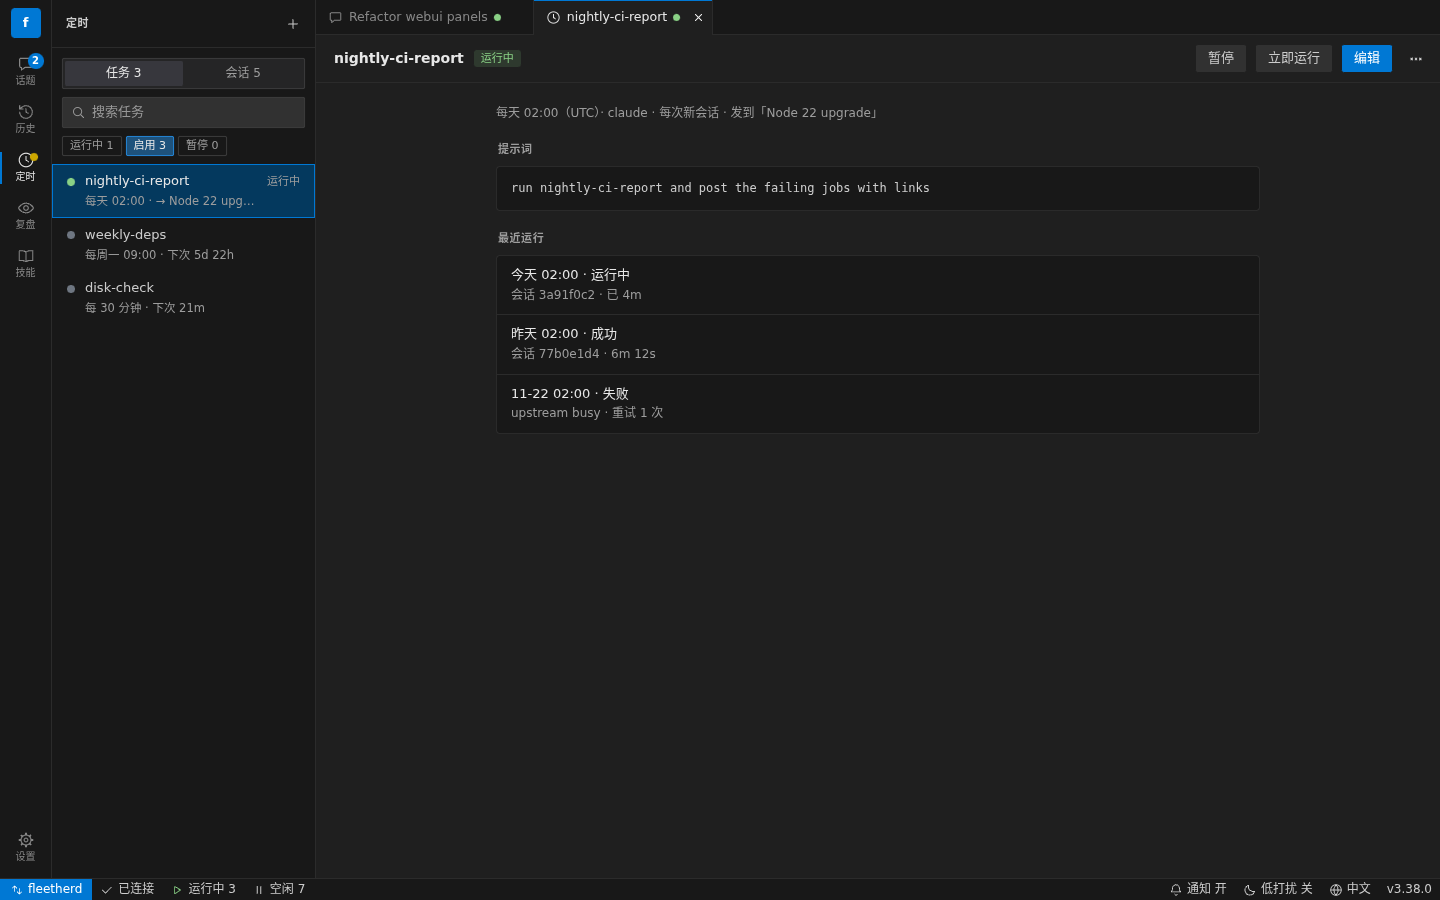 f
2
话题
历史
定时
复盘
技能
设置
定时
任务 3
会话 5
搜索任务
运行中 1
启用 3
暂停 0
nightly-ci-report
运行中
每天 02:00 · → Node 22 upg…
weekly-deps
每周一 09:00 · 下次 5d 22h
disk-check
每 30 分钟 · 下次 21m
Refactor webui panels
nightly-ci-report
nightly-ci-report
运行中
暂停
立即运行
编辑
每天 02:00（UTC）· claude · 每次新会话 · 发到「Node 22 upgrade」
提示词
run nightly-ci-report and post the failing jobs with links
最近运行
今天 02:00 · 运行中
会话 3a91f0c2 · 已 4m
昨天 02:00 · 成功
会话 77b0e1d4 · 6m 12s
11-22 02:00 · 失败
upstream busy · 重试 1 次
fleetherd
已连接
运行中 3
空闲 7
通知 开
低打扰 关
中文
v3.38.0